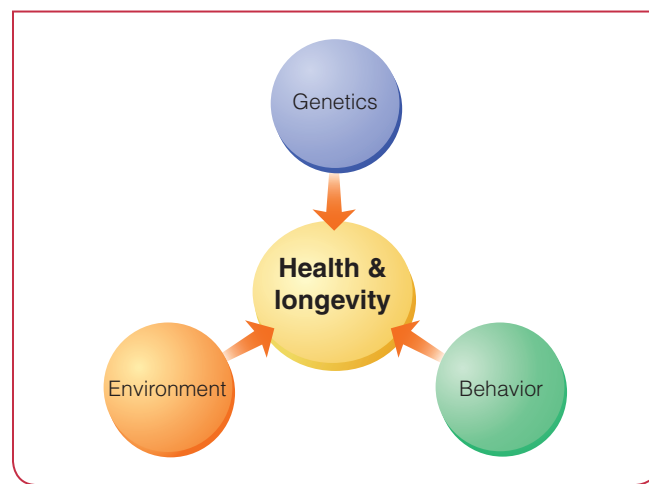 Genetics
Health &
longevity
Environment
Behavior